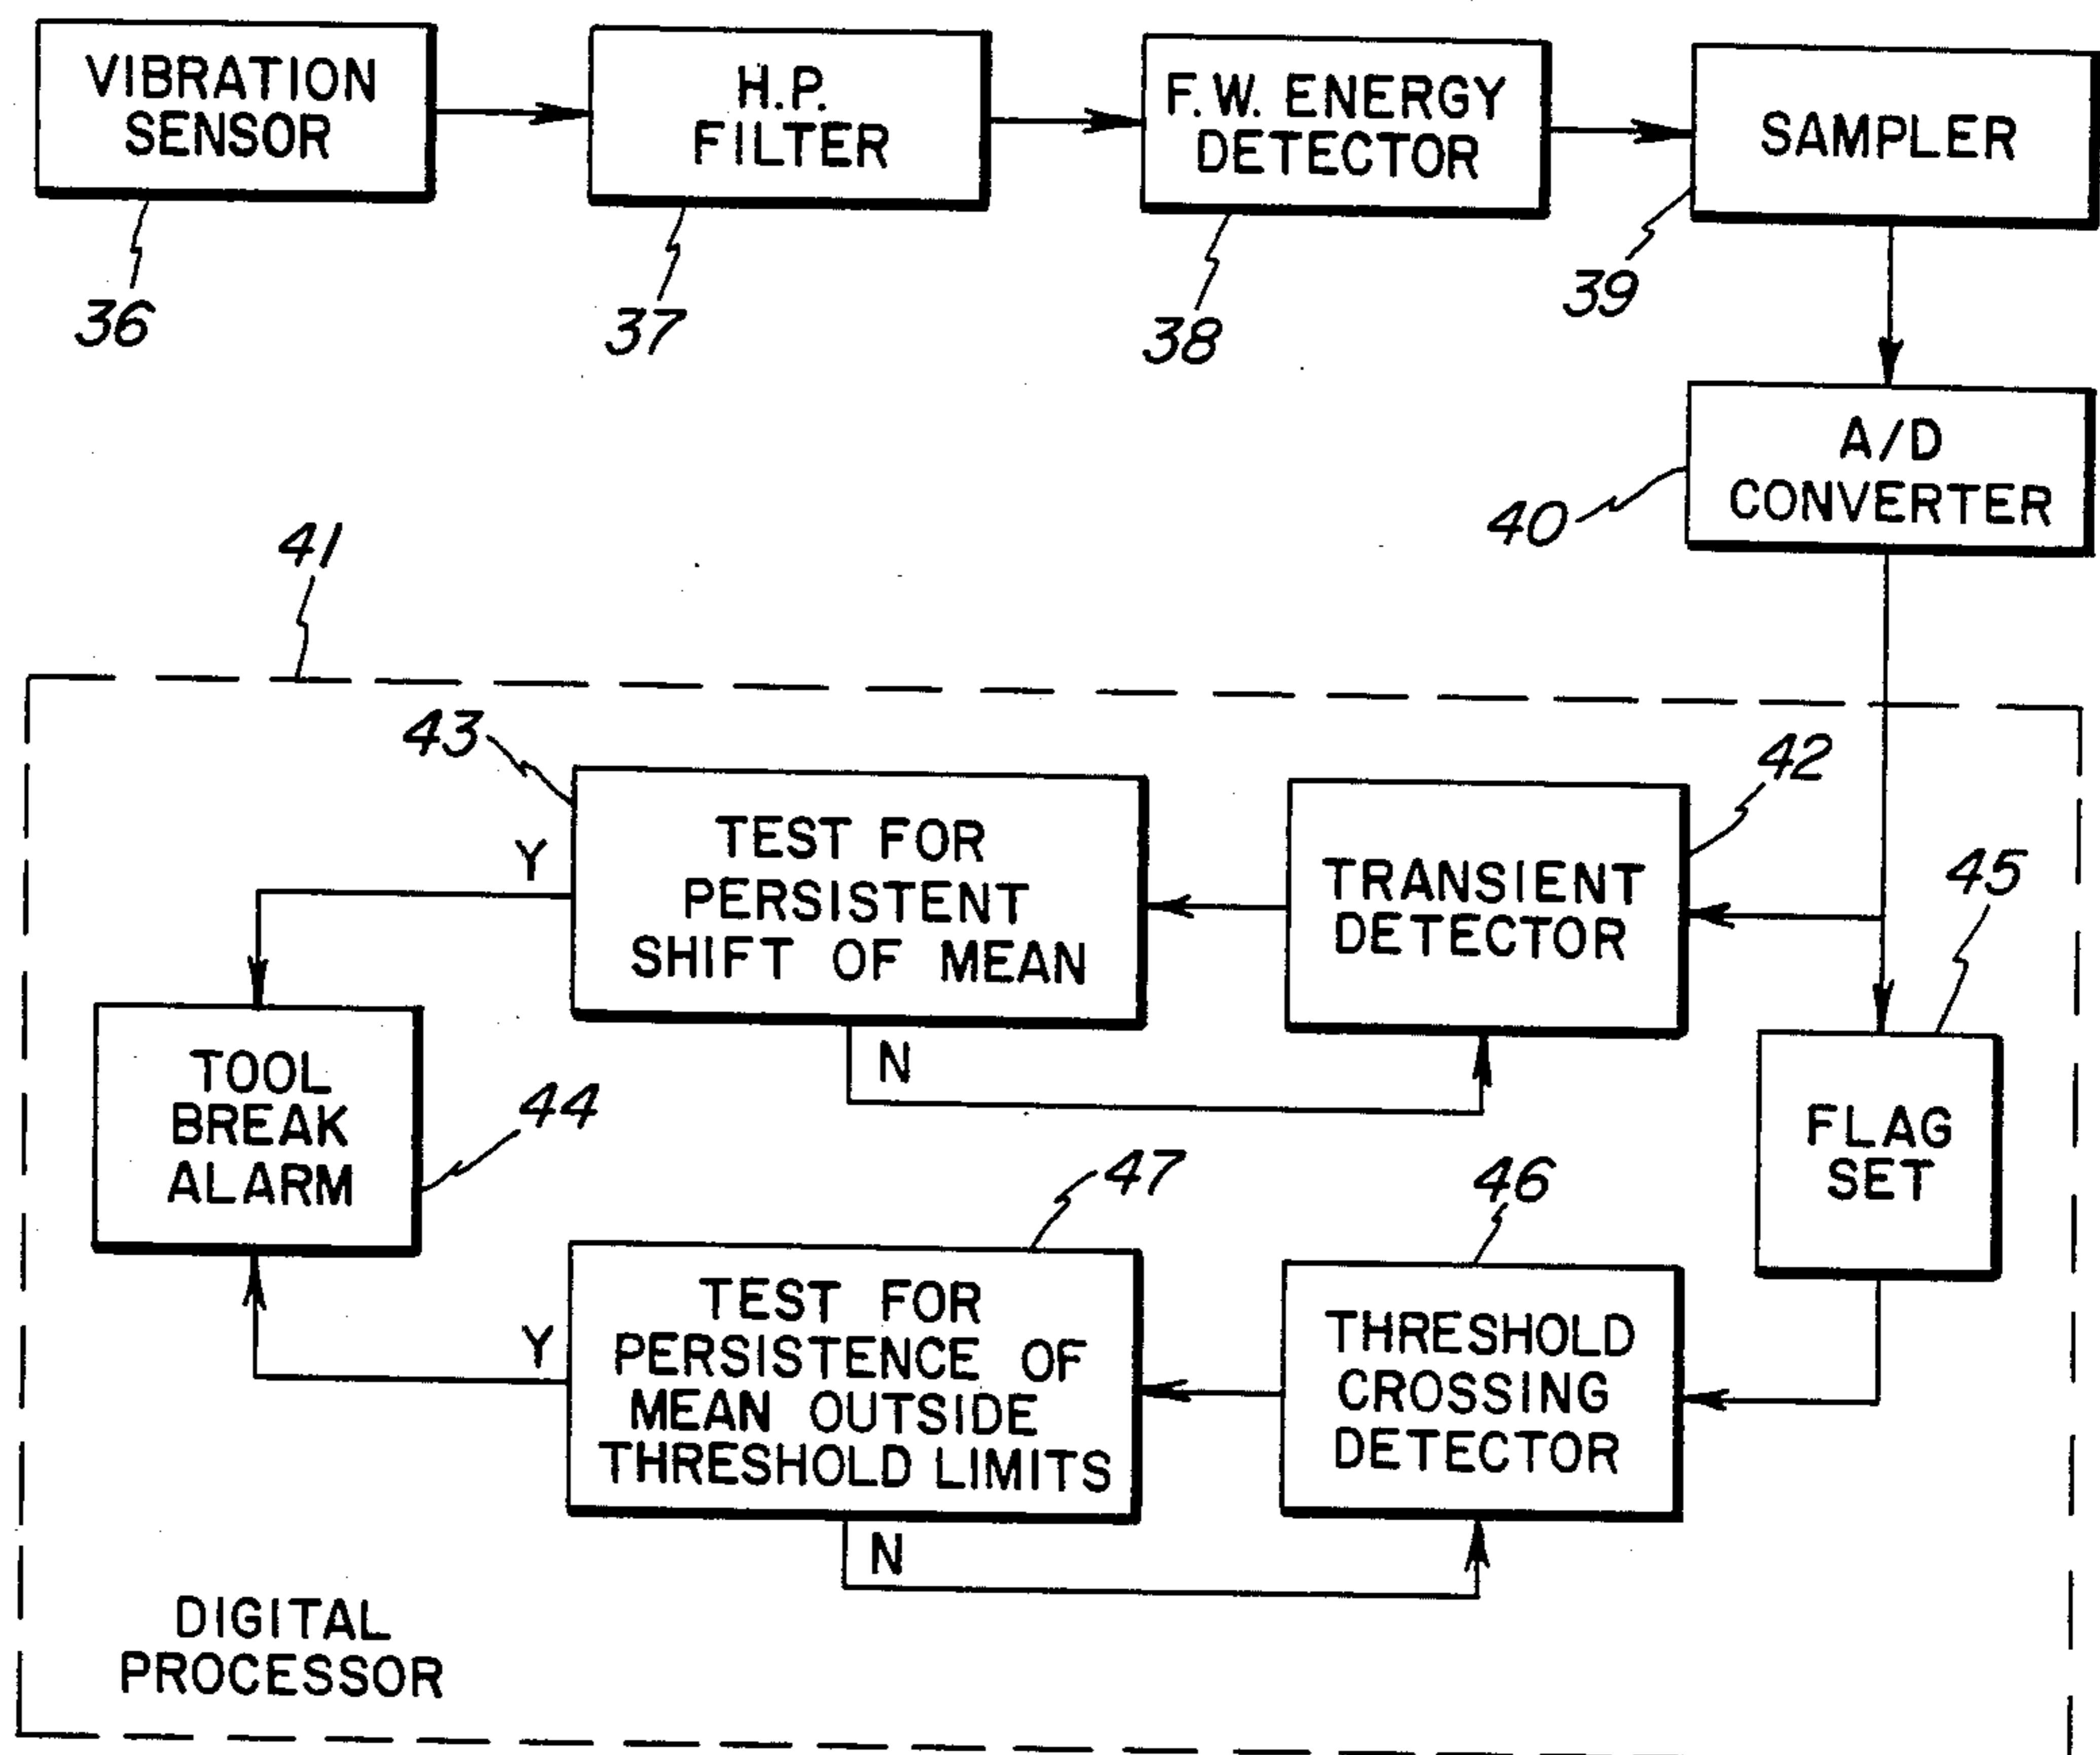 VIBRATION
SENSOR
H.P.
FILTER
F.W. ENERGY
DETECTOR
SAMPLER
36
37
38
39
A/D
CONVERTER
40
41
43
42
45
TEST FOR
PERSISTENT
SHIFT OF MEAN
TRANSIENT
DETECTOR
Y
N
TOOL
BREAK
ALARM
44
FLAG
SET
47
46
TEST FOR
PERSISTENCE OF
MEAN OUTSIDE
THRESHOLD LIMITS
THRESHOLD
CROSSING
DETECTOR
Y
N
DIGITAL
PROCESSOR